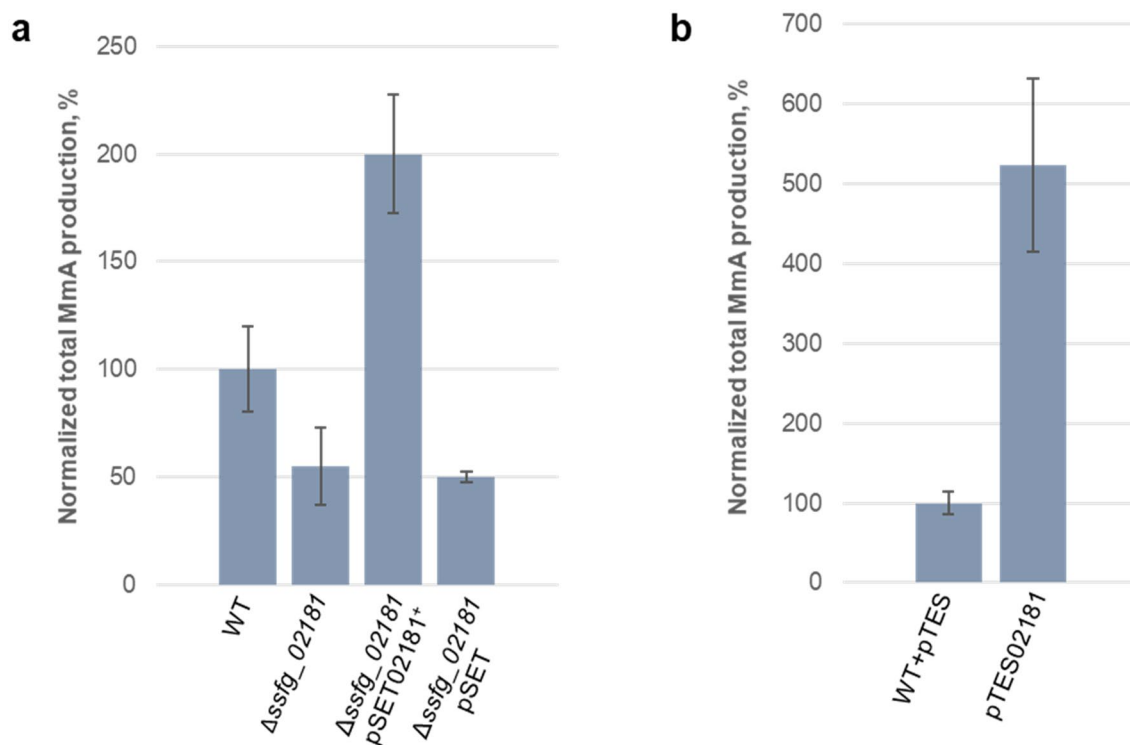 a
Normalized total MmA production, %
250
200
150
100
50
0
WT
Δssfg_02181
Δssfg_02181
pSET02181⁺
Δssfg_02181
pSET
b
Normalized total MmA production, %
700
600
500
400
300
200
100
0
WT+pTES
pTES02181